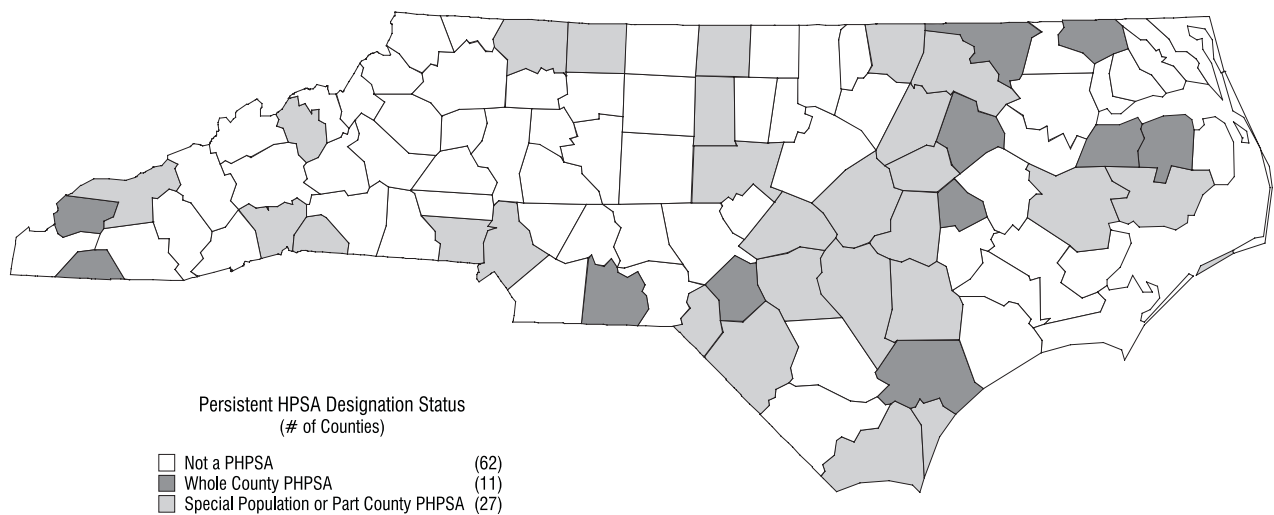 Persistent HPSA Designation Status
(# of Counties)
Not a PHPSA (62)
Whole County PHPSA (11)
Special Population or Part County PHPSA (27)